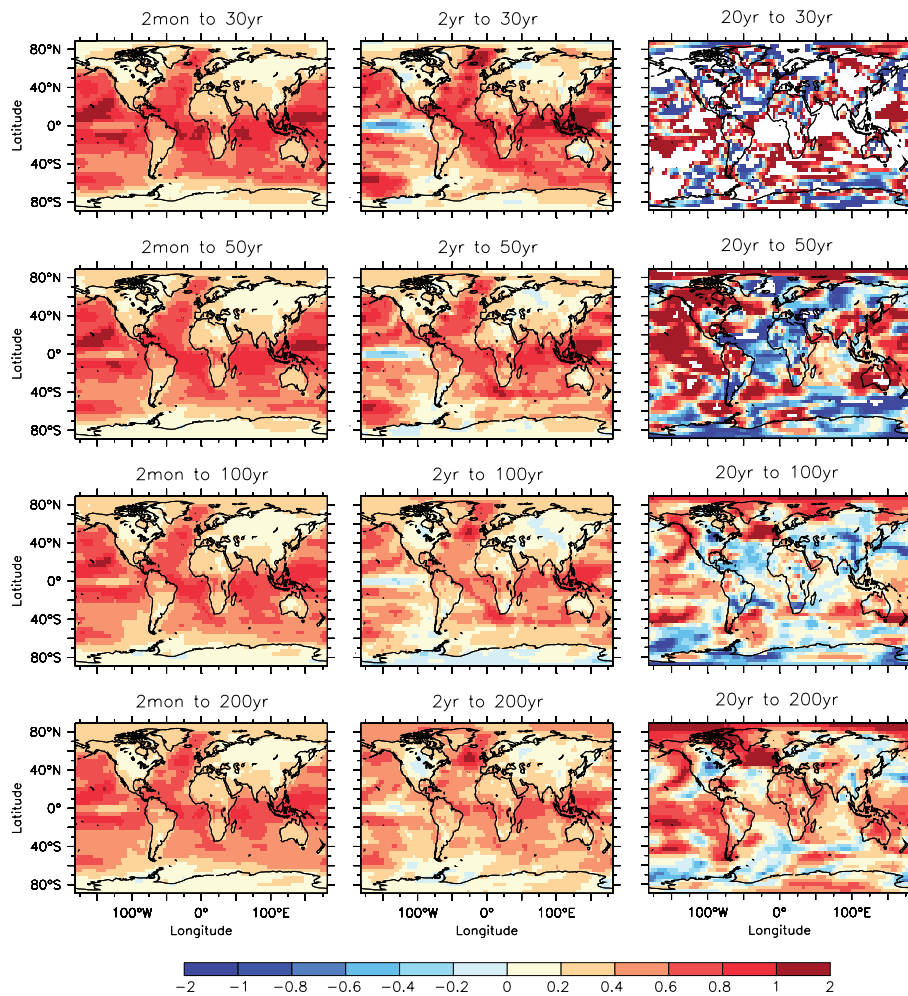 2mon to 30yr 2yr to 30yr 20yr to 30yr
80°N
40°N
0°
40°S
80°S
Latitude
2mon to 50yr 2yr to 50yr 20yr to 50yr
80°N
40°N
0°
40°S
80°S
Latitude
2mon to 100yr 2yr to 100yr 20yr to 100yr
80°N
40°N
0°
40°S
80°S
Latitude
2mon to 200yr 2yr to 200yr 20yr to 200yr
80°N
40°N
0°
40°S
80°S
Latitude
100°W 0° 100°E 100°W 0° 100°E 100°W 0° 100°E
Longitude Longitude Longitude
-2 -1 -0.8 -0.6 -0.4 -0.2 0 0.2 0.4 0.6 0.8 1 2